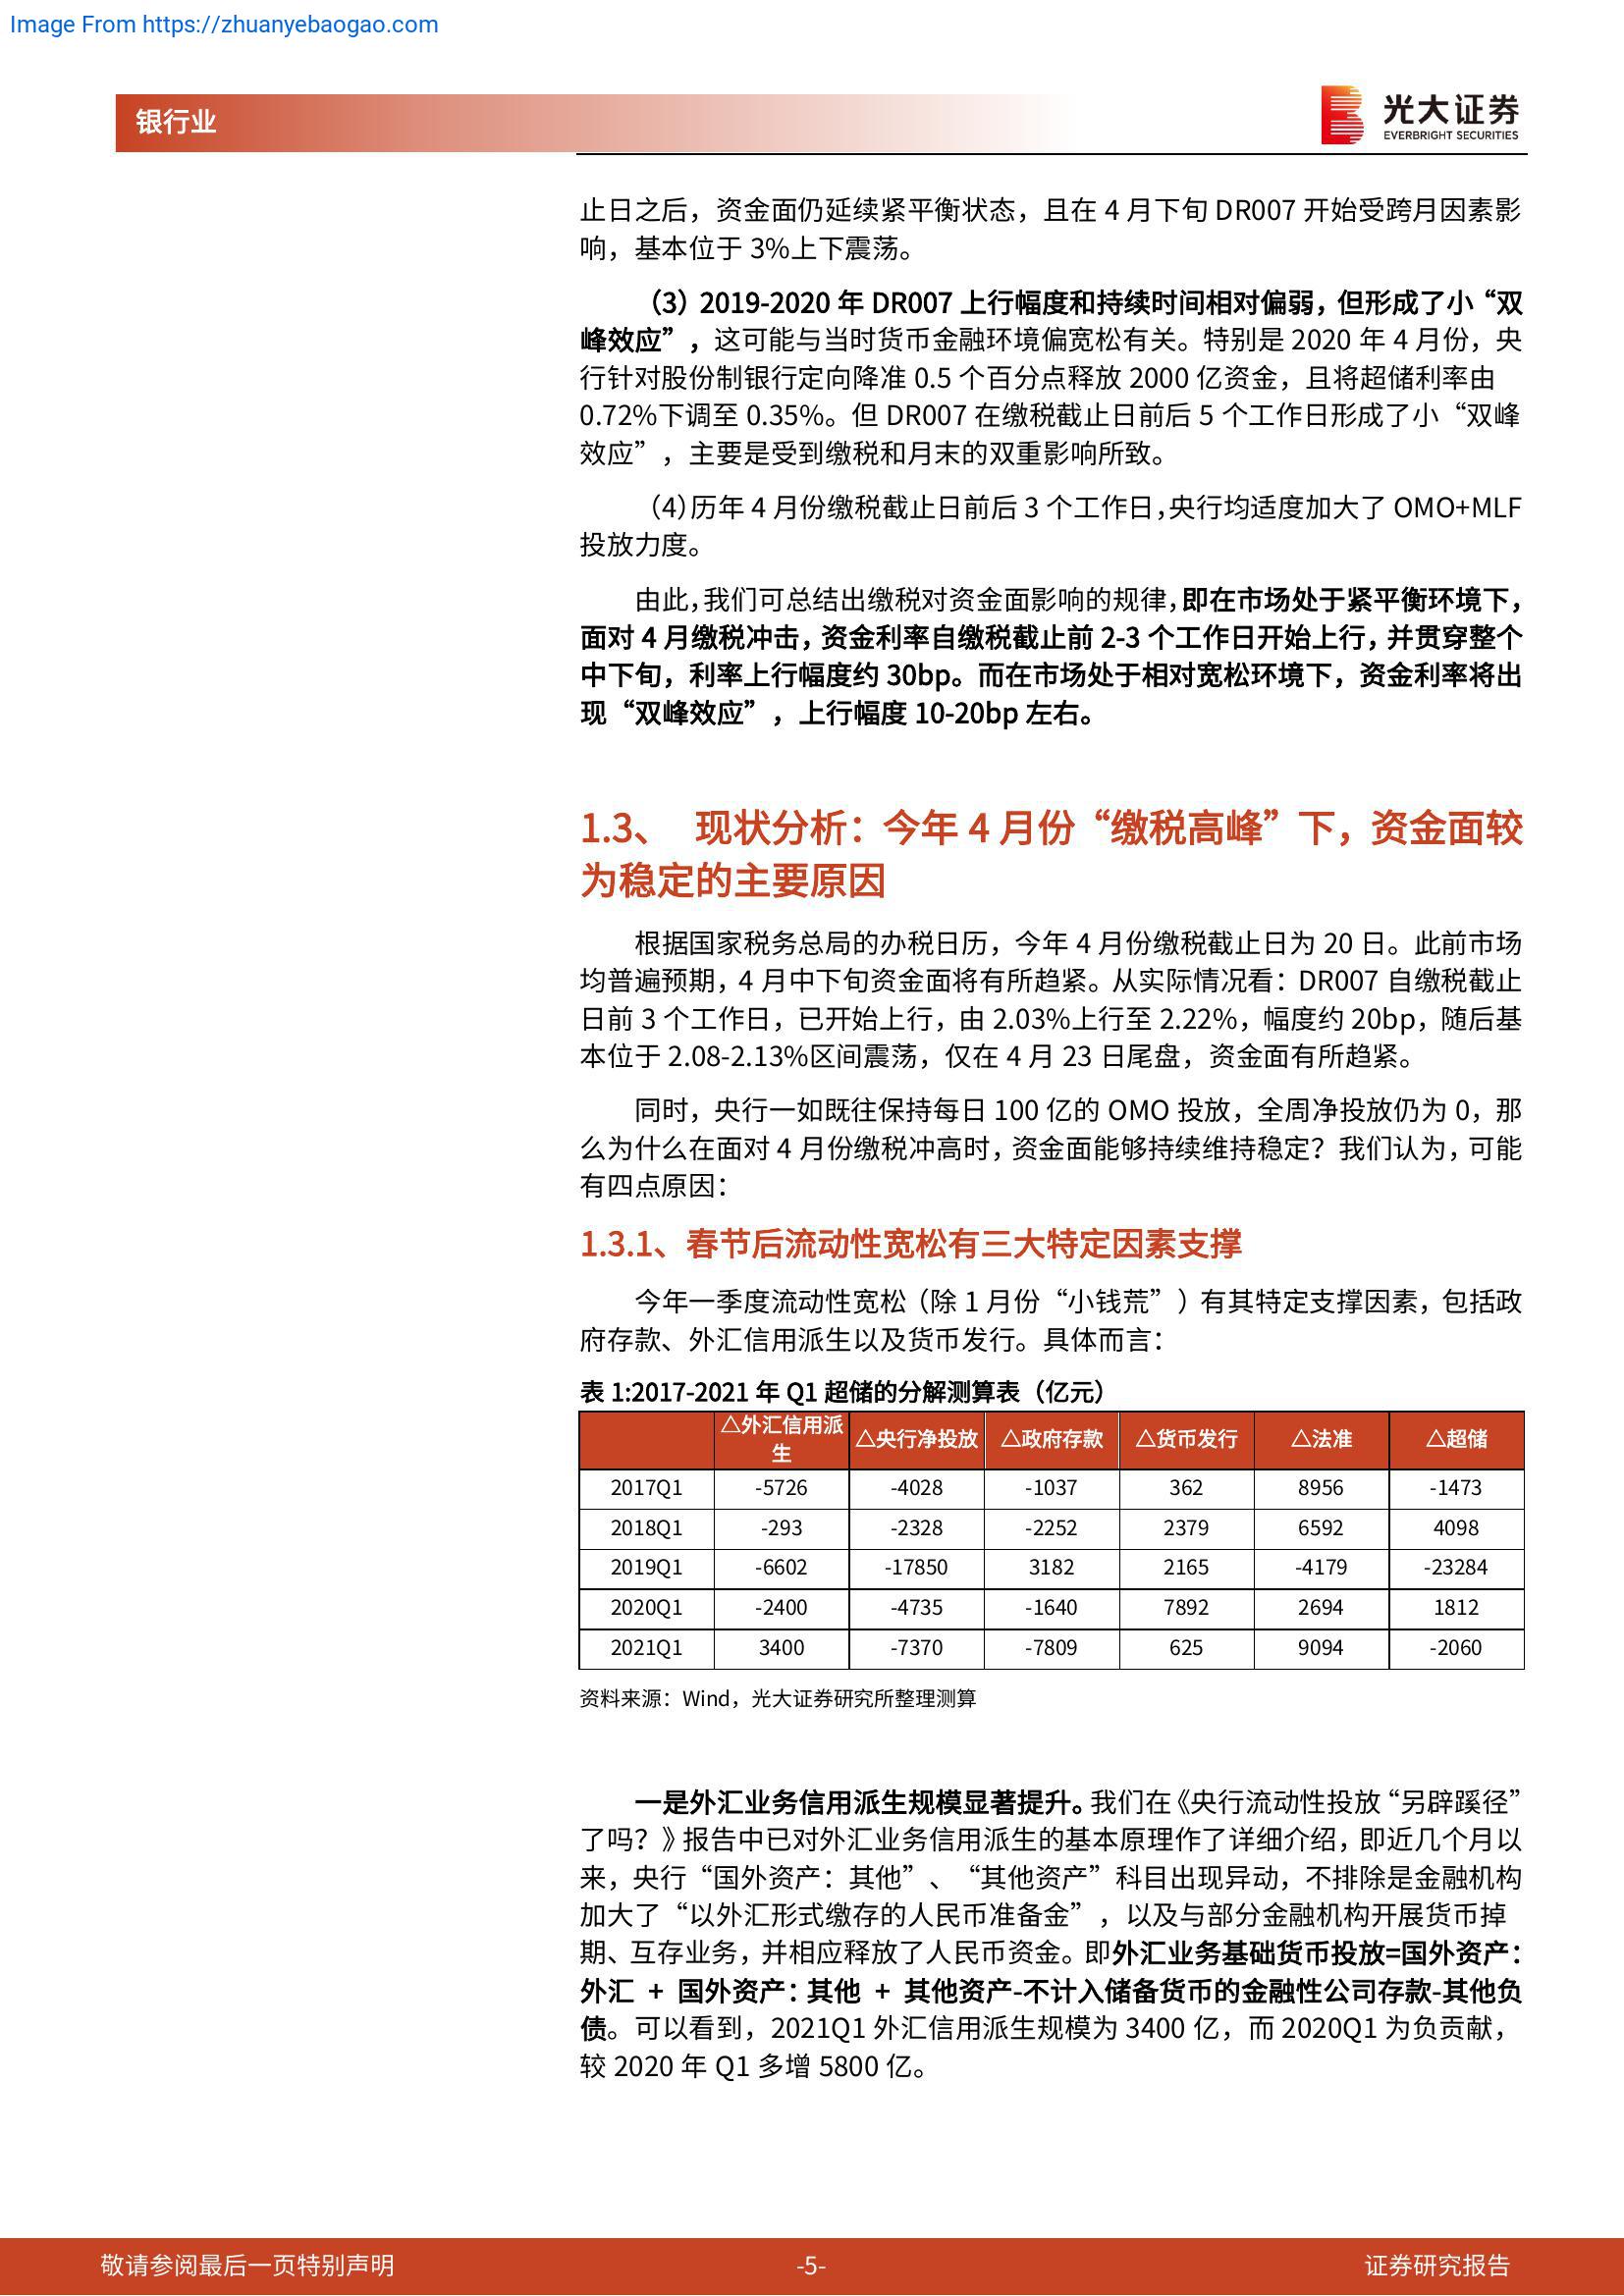 Image From https://zhuanyebaogao.com
银行业
光大证券
EVERBRIGHT SECURITIES
止日之后，资金面仍延续紧平衡状态，且在 4 月下旬 DR007 开始受跨月因素影
响，基本位于 3%上下震荡。
（3）2019-2020 年 DR007 上行幅度和持续时间相对偏弱，但形成了小“双
峰效应”，这可能与当时货币金融环境偏宽松有关。特别是 2020 年 4 月份，央
行针对股份制银行定向降准 0.5 个百分点释放 2000 亿资金，且将超储利率由
0.72%下调至 0.35%。但 DR007 在缴税截止日前后 5 个工作日形成了小“双峰
效应”，主要是受到缴税和月末的双重影响所致。
（4）历年 4 月份缴税截止日前后 3 个工作日，央行均适度加大了 OMO+MLF
投放力度。
由此，我们可总结出缴税对资金面影响的规律，即在市场处于紧平衡环境下，
面对 4 月缴税冲击，资金利率自缴税截止前 2-3 个工作日开始上行，并贯穿整个
中下旬，利率上行幅度约 30bp。而在市场处于相对宽松环境下，资金利率将出
现“双峰效应”，上行幅度 10-20bp 左右。
1.3、 现状分析：今年 4 月份“缴税高峰”下，资金面较
为稳定的主要原因
根据国家税务总局的办税日历，今年 4 月份缴税截止日为 20 日。此前市场
均普遍预期，4 月中下旬资金面将有所趋紧。从实际情况看：DR007 自缴税截止
日前 3 个工作日，已开始上行，由 2.03%上行至 2.22%，幅度约 20bp，随后基
本位于 2.08-2.13%区间震荡，仅在 4 月 23 日尾盘，资金面有所趋紧。
同时，央行一如既往保持每日 100 亿的 OMO 投放，全周净投放仍为 0，那
么为什么在面对 4 月份缴税冲高时，资金面能够持续维持稳定？我们认为，可能
有四点原因：
1.3.1、春节后流动性宽松有三大特定因素支撑
今年一季度流动性宽松（除 1 月份“小钱荒”）有其特定支撑因素，包括政
府存款、外汇信用派生以及货币发行。具体而言：
表 1:2017-2021 年 Q1 超储的分解测算表（亿元）
△外汇信用派生 △央行净投放 △政府存款 △货币发行 △法准 △超储
2017Q1 -5726 -4028 -1037 362 8956 -1473
2018Q1 -293 -2328 -2252 2379 6592 4098
2019Q1 -6602 -17850 3182 2165 -4179 -23284
2020Q1 -2400 -4735 -1640 7892 2694 1812
2021Q1 3400 -7370 -7809 625 9094 -2060
资料来源：Wind，光大证券研究所整理测算
一是外汇业务信用派生规模显著提升。我们在《央行流动性投放“另辟蹊径”
了吗？》报告中已对外汇业务信用派生的基本原理作了详细介绍，即近几个月以
来，央行“国外资产：其他”、“其他资产”科目出现异动，不排除是金融机构
加大了“以外汇形式缴存的人民币准备金”，以及与部分金融机构开展货币掉
期、互存业务，并相应释放了人民币资金。即外汇业务基础货币投放=国外资产：
外汇 + 国外资产：其他 + 其他资产-不计入储备货币的金融性公司存款-其他负
债。可以看到，2021Q1 外汇信用派生规模为 3400 亿，而 2020Q1 为负贡献，
较 2020 年 Q1 多增 5800 亿。
敬请参阅最后一页特别声明
-5-
证券研究报告